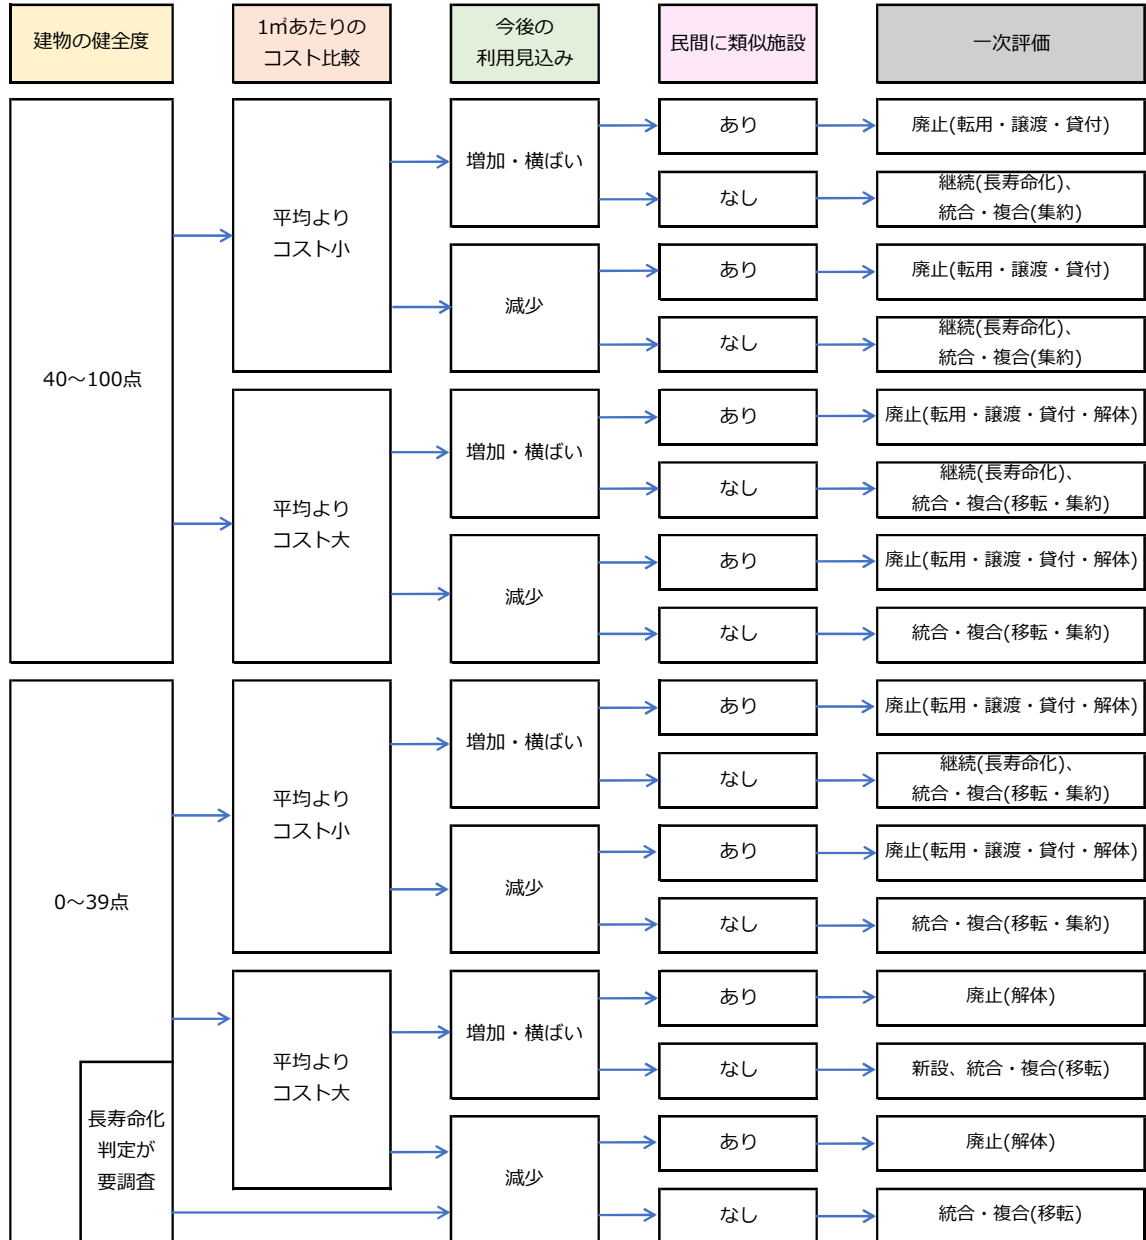 建物の健全度
1㎡あたりの
コスト比較
今後の
利用見込み
民間に類似施設
一次評価
40～100点
平均より
コスト小
増加・横ばい
あり
廃止(転用・譲渡・貸付)
なし
継続(長寿命化)、
統合・複合(集約)
減少
あり
廃止(転用・譲渡・貸付)
なし
継続(長寿命化)、
統合・複合(集約)
平均より
コスト大
増加・横ばい
あり
廃止(転用・譲渡・貸付・解体)
なし
継続(長寿命化)、
統合・複合(移転・集約)
減少
あり
廃止(転用・譲渡・貸付・解体)
なし
統合・複合(移転・集約)
0～39点
平均より
コスト小
増加・横ばい
あり
廃止(転用・譲渡・貸付・解体)
なし
継続(長寿命化)、
統合・複合(移転・集約)
減少
あり
廃止(転用・譲渡・貸付・解体)
なし
統合・複合(移転・集約)
平均より
コスト大
増加・横ばい
あり
廃止(解体)
なし
新設、統合・複合(移転)
長寿命化
判定が
要調査
減少
あり
廃止(解体)
なし
統合・複合(移転)